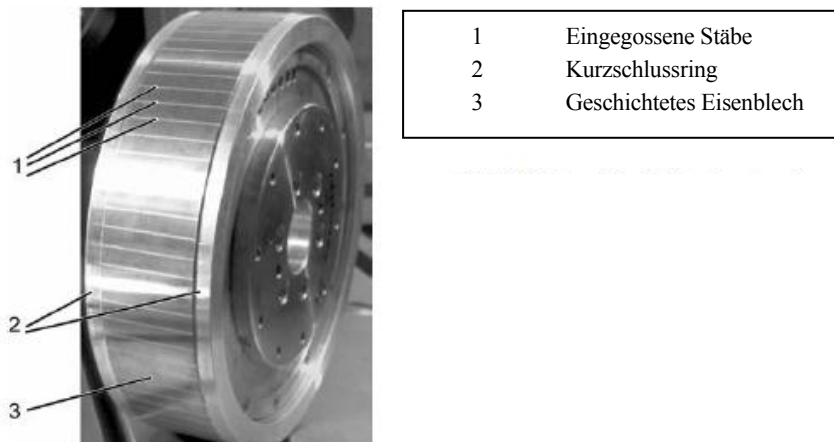 1 Eingegossene Stäbe
2 Kurzschlussring
3 Geschichtetes Eisenblech
1
2
3